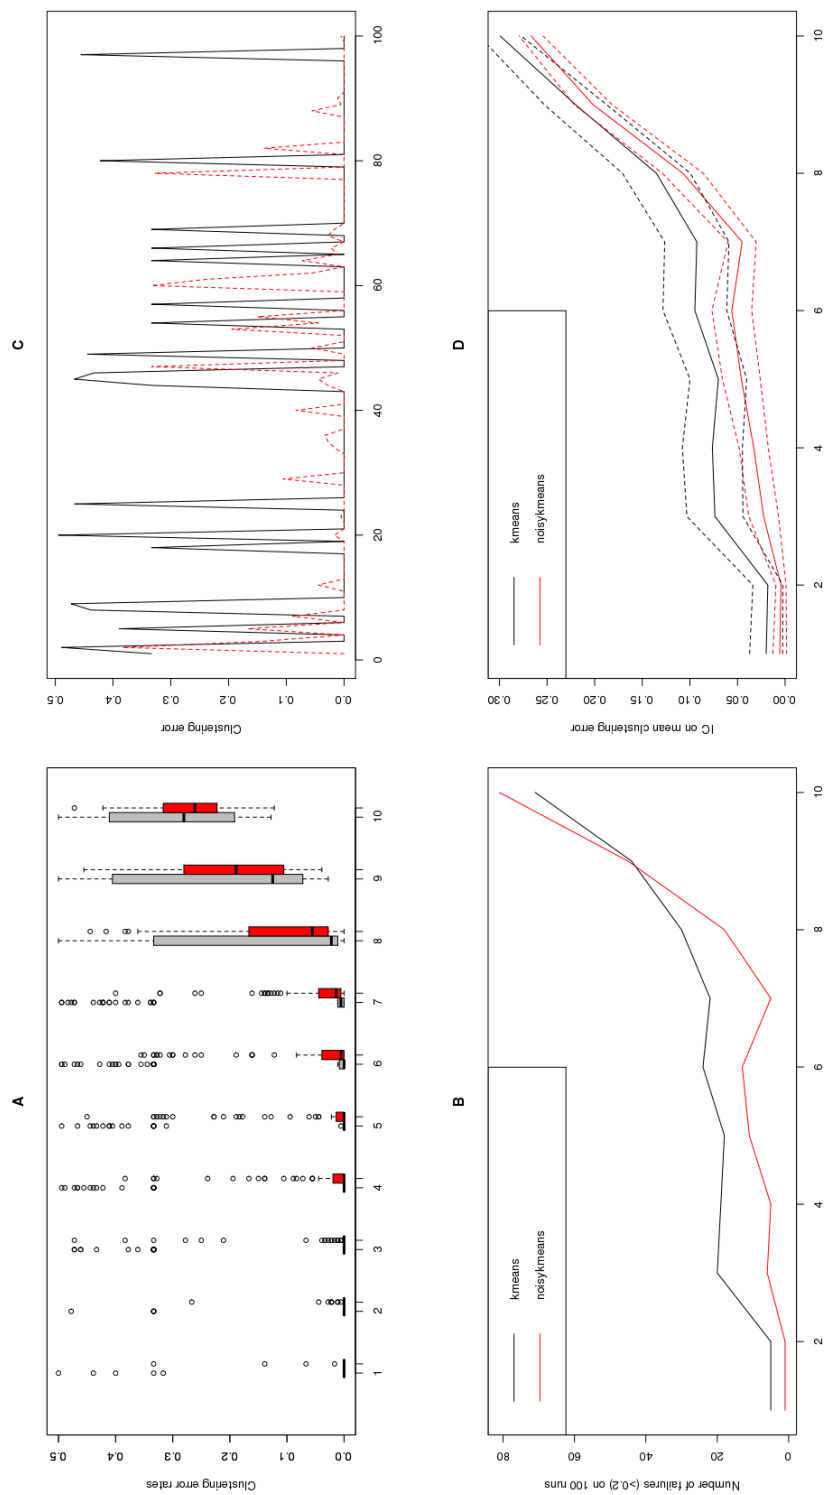 A
Clustering error rates
0.0 0.1 0.2 0.3 0.4 0.5
1 2 3 4 5 6 7 8 9 10
B
Number of failures (>0.2) on 100 runs
0 20 40 60 80
2 4 6 8 10
kmeans
noisykmeans
C
Clustering error
0.0 0.1 0.2 0.3 0.4 0.5
0 20 40 60 80 100
D
IC on mean clustering error
0.00 0.05 0.10 0.15 0.20 0.25 0.30
2 4 6 8 10
kmeans
noisykmeans